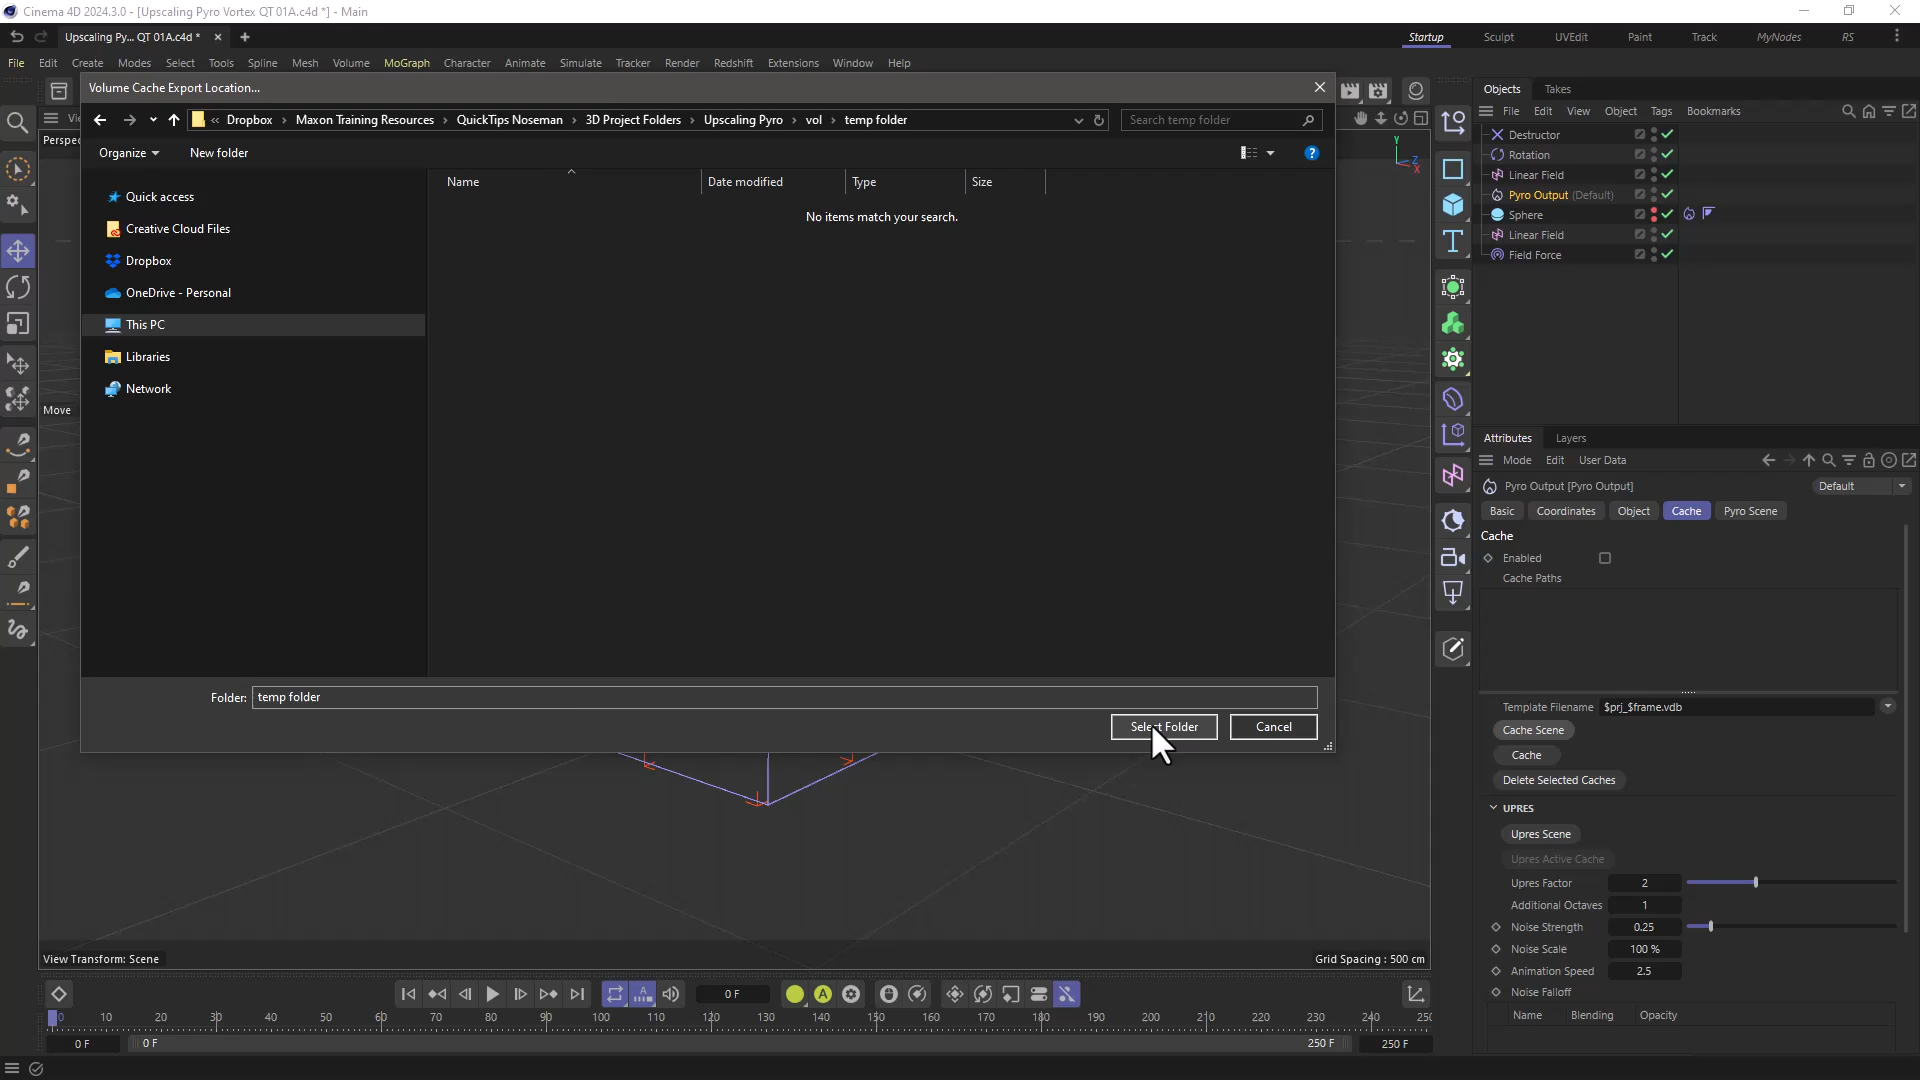 Cinema 4D 2024.3.0 - [Upscaling Pyro Vortex QT 01A.c4d *] - Main
Upscaling Py... QT 01A.c4d *
Startup
Sculpt
UVEdit
Paint
Track
MyNodes
RS
File
Edit
Create
Modes
Select
Tools
Spline
Mesh
Volume
MoGraph
Character
Animate
Simulate
Tracker
Render
Redshift
Extensions
Window
Help
Volume Cache Export Location...
Dropbox
Maxon Training Resources
QuickTips Noseman
3D Project Folders
Upscaling Pyro
vol
temp folder
Search temp folder
Organize
New folder
Name
Date modified
Type
Size
No items match your search.
Quick access
Creative Cloud Files
Dropbox
OneDrive - Personal
This PC
Libraries
Network
Folder:
temp folder
Select Folder
Cancel
Move
View Transform: Scene
Grid Spacing : 500 cm
Y
Z
X
Objects
Takes
File
Edit
View
Object
Tags
Bookmarks
Destructor
Rotation
Linear Field
Pyro Output (Default)
Sphere
Linear Field
Field Force
Attributes
Layers
Mode
Edit
User Data
Pyro Output [Pyro Output]
Default
Basic
Coordinates
Object
Cache
Pyro Scene
Cache
Enabled
Cache Paths
Template Filename
$prj_$frame.vdb
Cache Scene
Cache
Delete Selected Caches
UPRES
Upres Scene
Upres Active Cache
Upres Factor
2
Additional Octaves
1
Noise Strength
0.25
Noise Scale
100 %
Animation Speed
2.5
Noise Falloff
Name
Blending
Opacity
0 F
0
10
20
30
40
50
60
70
80
90
100
110
120
130
140
150
160
170
180
190
200
210
220
230
240
0 F
0 F
250 F
250 F